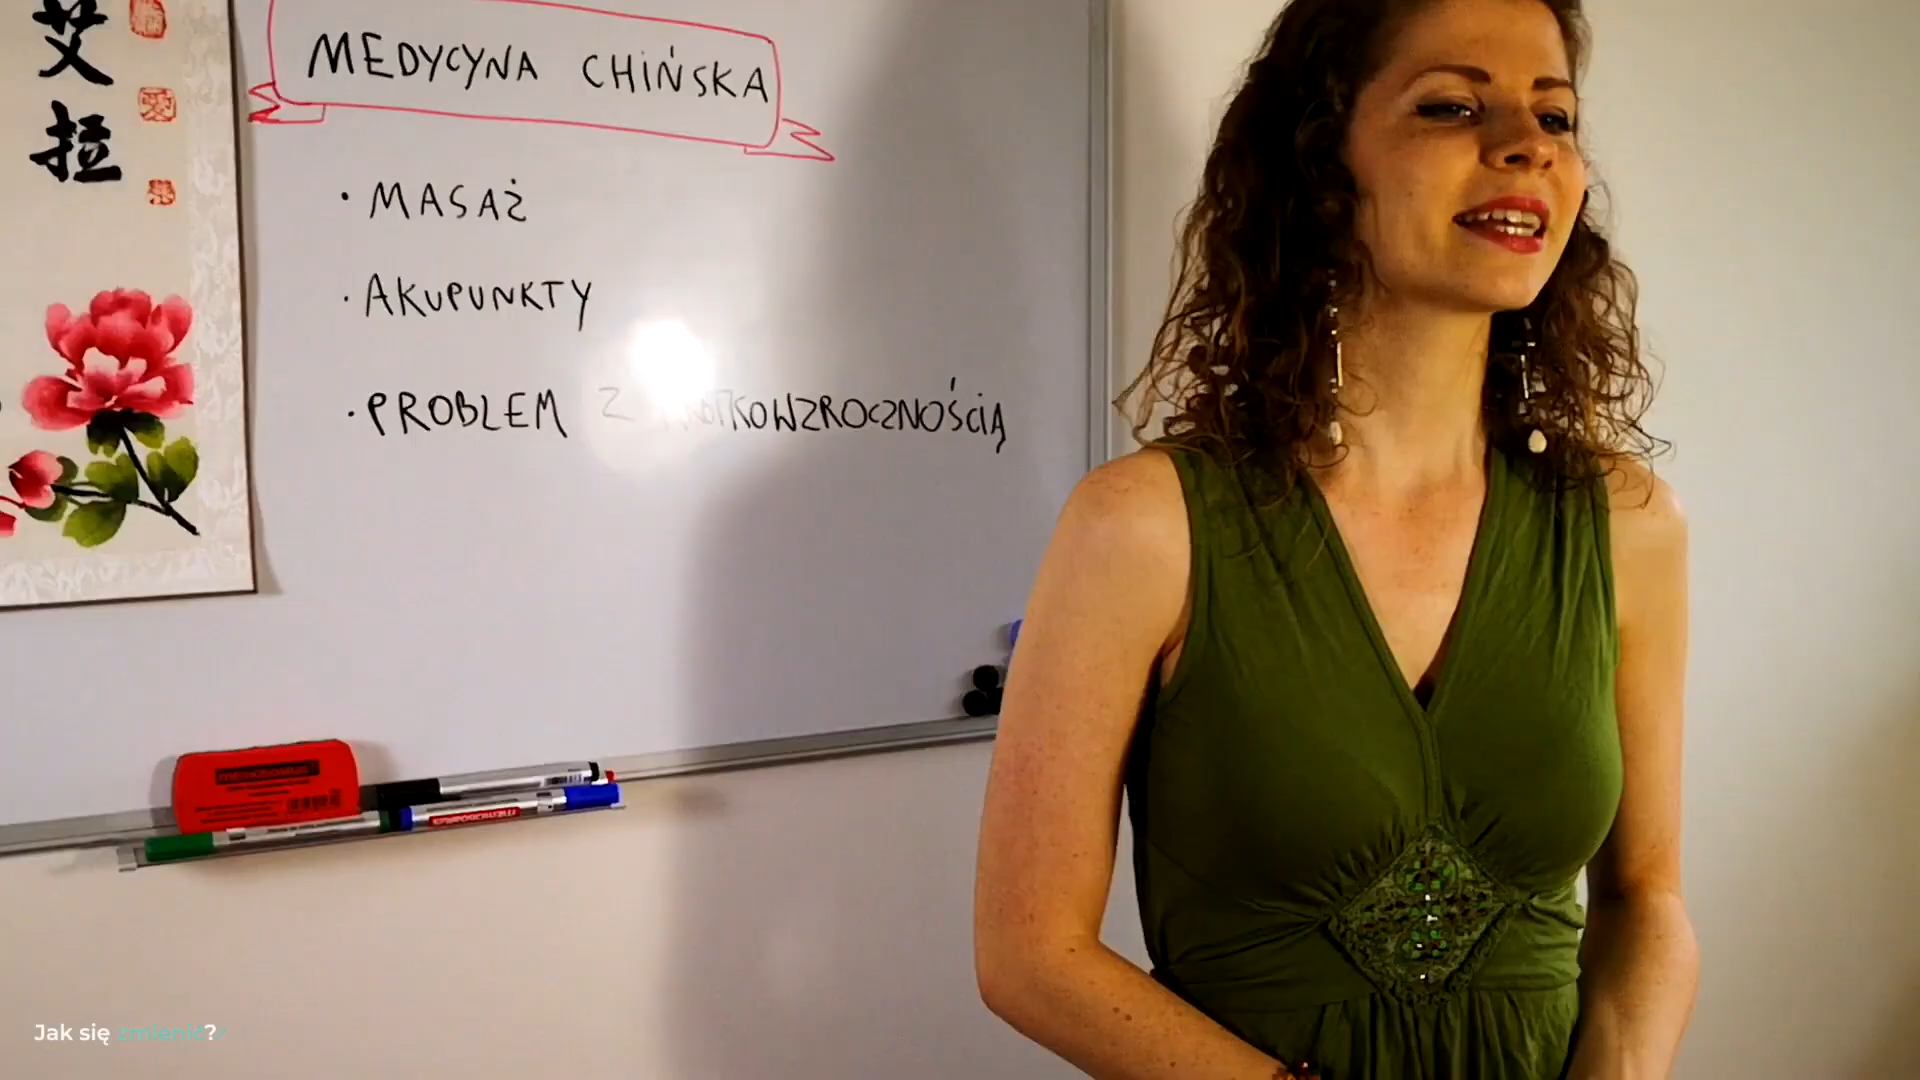 艾
拉
MEDYCYNA CHIŃSKA
• MASAŻ
• AKUPUNKTY
• PROBLEM Z KRÓTKOWZROCZNOŚCIĄ
Jak się zmienić?